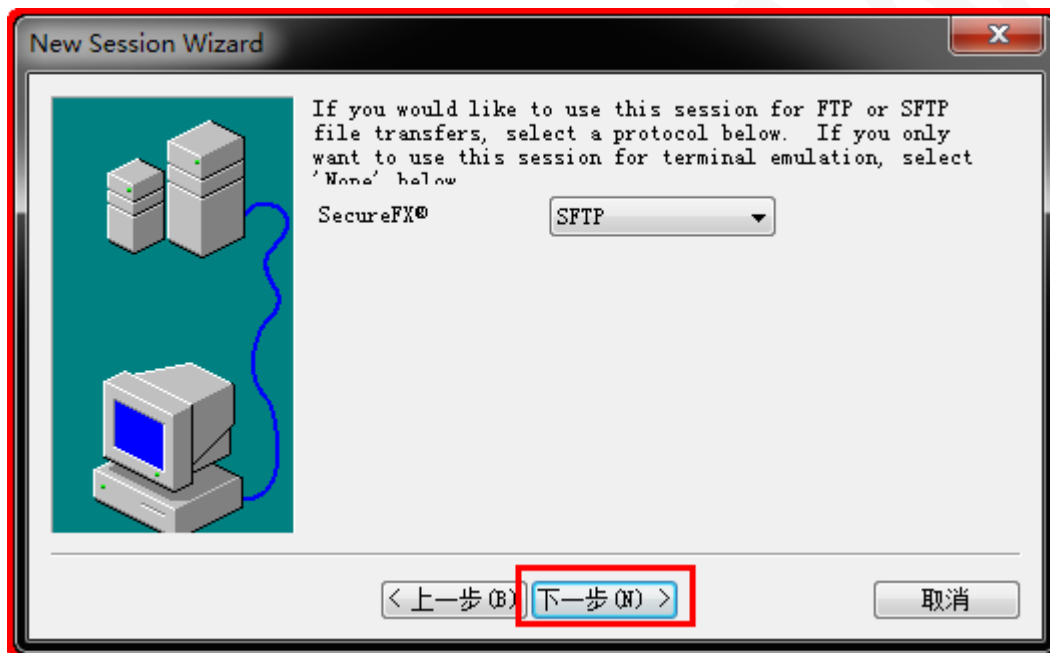 New Session Wizard
If you would like to use this session for FTP or SFTP
file transfers, select a protocol below.  If you only
want to use this session for terminal emulation, select
'None' below
SecureFX® SFTP
< 上一步(B) 下一步(N) > 取消